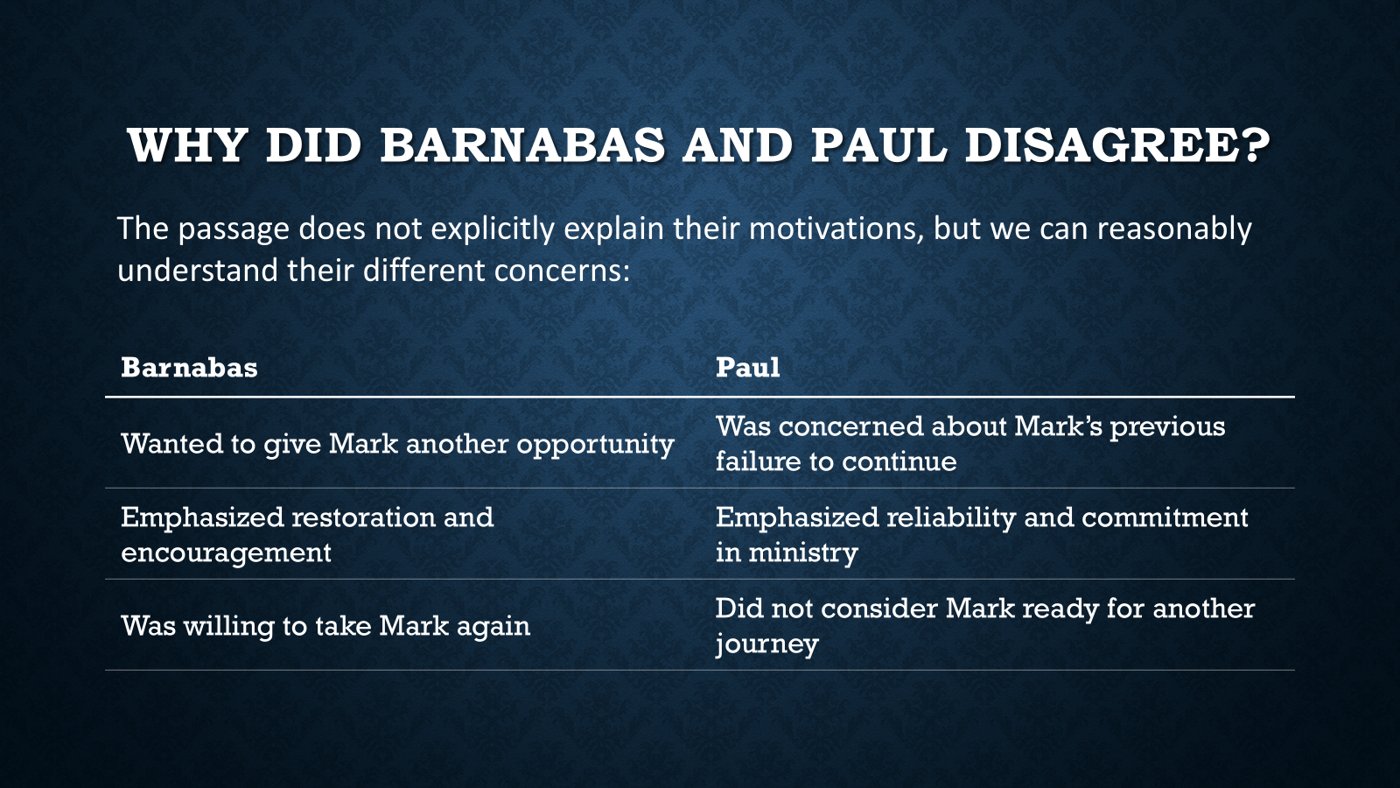 WHY DID BARNABAS AND PAUL DISAGREE?
The passage does not explicitly explain their motivations, but we can reasonably
understand their different concerns:
Barnabas
Paul
Wanted to give Mark another opportunity
Was concerned about Mark’s previous
failure to continue
Emphasized restoration and
encouragement
Emphasized reliability and commitment
in ministry
Was willing to take Mark again
Did not consider Mark ready for another
journey